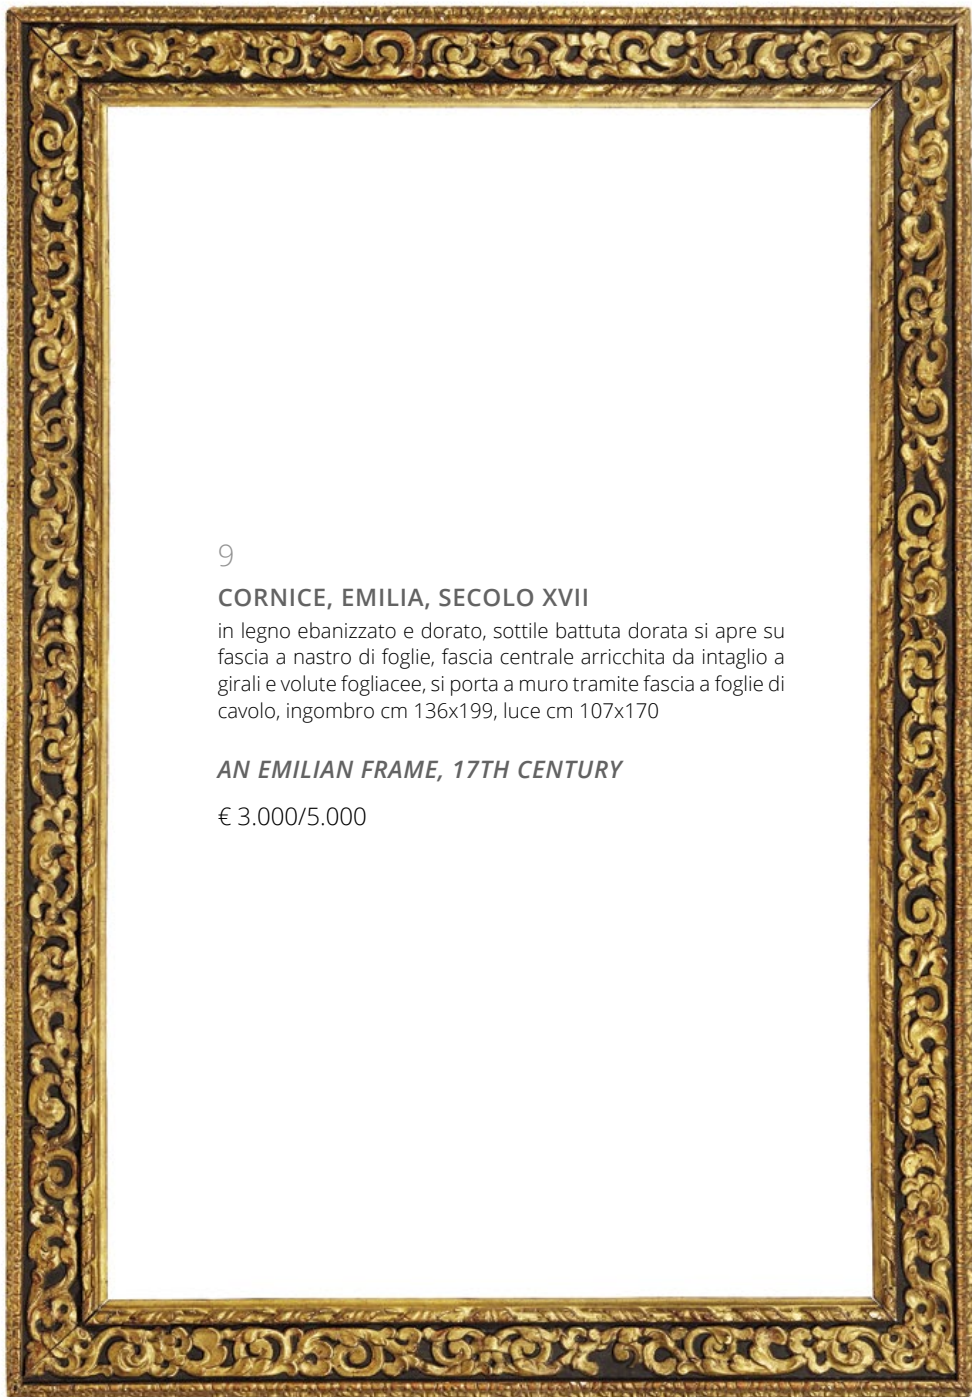 9
CORNICE, EMILIA, SECOLO XVII
in legno ebanizzato e dorato, sottile battuta dorata si apre su
fascia a nastro di foglie, fascia centrale arricchita da intaglio a
girali e volute fogliacee, si porta a muro tramite fascia a foglie di
cavolo, ingombro cm 136x199, luce cm 107x170
AN EMILIAN FRAME, 17TH CENTURY
€ 3.000/5.000